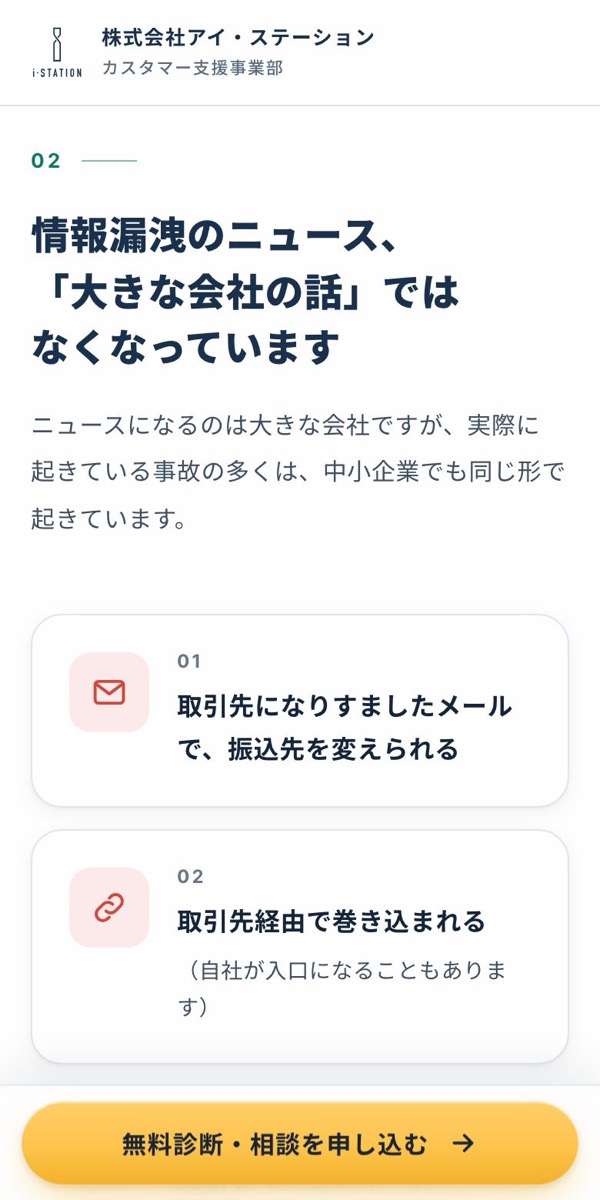 i·STATION
株式会社アイ・ステーション
カスタマー支援事業部
02
情報漏洩のニュース、
「大きな会社の話」では
なくなっています
ニュースになるのは大きな会社ですが、実際に
起きている事故の多くは、中小企業でも同じ形で
起きています。
01
取引先になりすましたメール
で、振込先を変えられる
02
取引先経由で巻き込まれる
（自社が入口になることもありま
す）
無料診断・相談を申し込む →